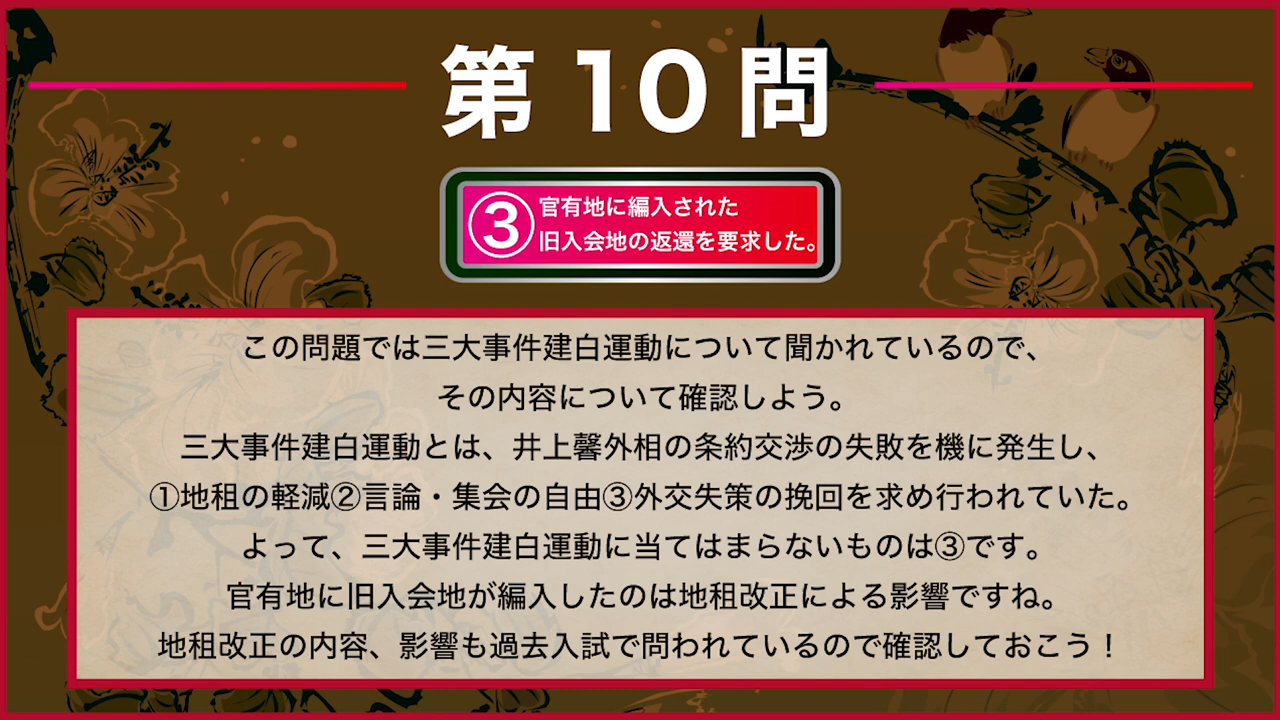 第10問
③ 官有地に編入された
旧入会地の返還を要求した。
この問題では三大事件建白運動について聞かれているので、
その内容について確認しよう。
三大事件建白運動とは、井上馨外相の条約交渉の失敗を機に発生し、
①地租の軽減②言論・集会の自由③外交失策の挽回を求め行われていた。
よって、三大事件建白運動に当てはまらないものは③です。
官有地に旧入会地が編入したのは地租改正による影響ですね。
地租改正の内容、影響も過去入試で問われているので確認しておこう！